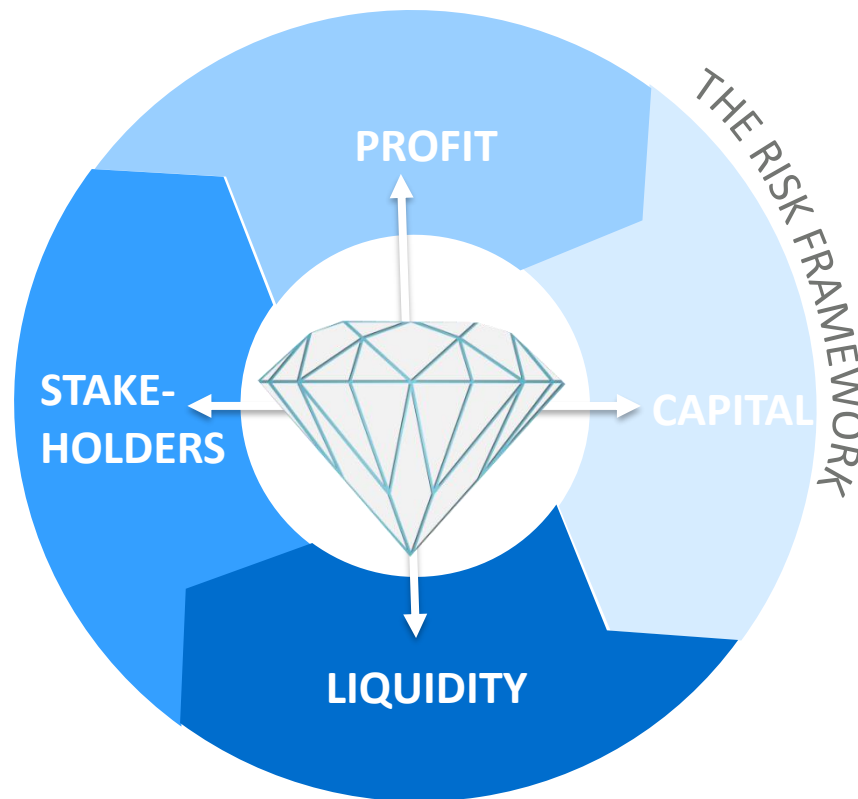 PROFIT
THE RISK FRAMEWORK
STAKE-
HOLDERS
CAPITAL
LIQUIDITY